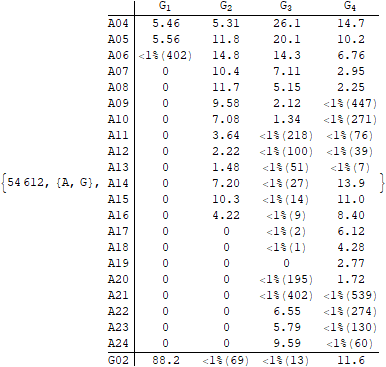 G₁ G₂ G₃ G₄
A04 5.46 5.31 26.1 14.7
A05 5.56 11.8 20.1 10.2
A06 <1%(402) 14.8 14.3 6.76
A07 0 10.4 7.11 2.95
A08 0 11.7 5.15 2.25
A09 0 9.58 2.12 <1%(447)
A10 0 7.08 1.34 <1%(271)
A11 0 3.64 <1%(218) <1%(76)
A12 0 2.22 <1%(100) <1%(39)
A13 0 1.48 <1%(51) <1%(7)
{54 612, {A, G}, A14 0 7.20 <1%(27) 13.9 }
A15 0 10.3 <1%(14) 11.0
A16 0 4.22 <1%(9) 8.40
A17 0 0 <1%(2) 6.12
A18 0 0 <1%(1) 4.28
A19 0 0 0 2.77
A20 0 0 <1%(195) 1.72
A21 0 0 <1%(402) <1%(539)
A22 0 0 6.55 <1%(274)
A23 0 0 5.79 <1%(130)
A24 0 0 9.59 <1%(60)
G02 88.2 <1%(69) <1%(13) 11.6